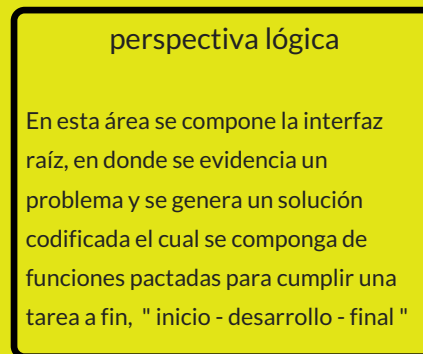 perspectiva lógica
En esta área se compone la interfaz
raíz, en donde se evidencia un
problema y se genera un solución
codificada el cual se componga de
funciones pactadas para cumplir una
tarea a fin, " inicio - desarrollo - final "